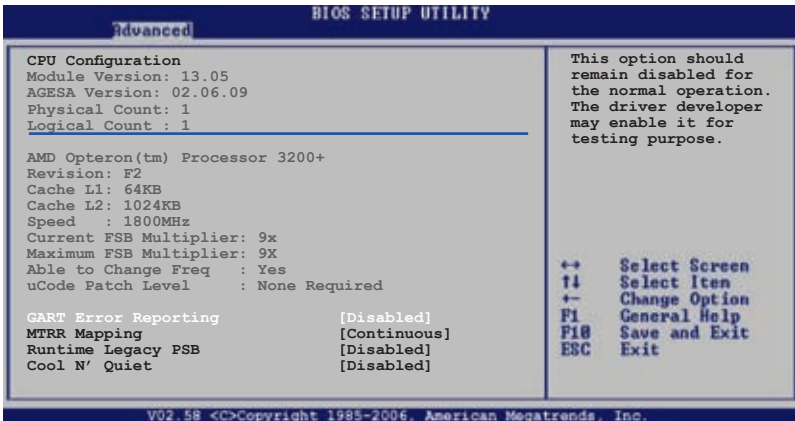 BIOS SETUP UTILITY
Advanced
CPU Configuration
Module Version: 13.05
AGESA Version: 02.06.09
Physical Count: 1
Logical Count : 1
AMD Opteron(tm) Processor 3200+
Revision: F2
Cache L1: 64KB
Cache L2: 1024KB
Speed : 1800MHz
Current FSB Multiplier: 9x
Maximum FSB Multiplier: 9X
Able to Change Freq : Yes
uCode Patch Level : None Required
GART Error Reporting [Disabled]
MTRR Mapping [Continuous]
Runtime Legacy PSB [Disabled]
Cool N' Quiet [Disabled]
This option should
remain disabled for
the normal operation.
The driver developer
may enable it for
testing purpose.
↔ Select Screen
↑↓ Select Iten
+- Change Option
F1 General Help
F10 Save and Exit
ESC Exit
V02.58 <C>Copyright 1985-2006, American Megatrends, Inc.